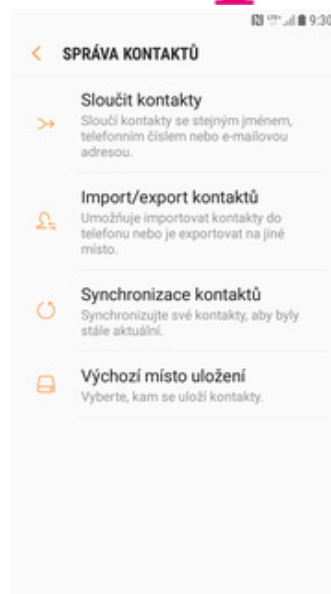 9:30
SPRÁVA KONTAKTŮ
Sloučit kontakty
Sloučí kontakty se stejným jménem,
telefonním číslem nebo e-mailovou
adresou.
Import/export kontaktů
Umožňuje importovat kontakty do
telefonu nebo je exportovat na jiné
místo.
Synchronizace kontaktů
Synchronizujte své kontakty, aby byly
stále aktuální.
Výchozí místo uložení
Vyberte, kam se uloží kontakty.